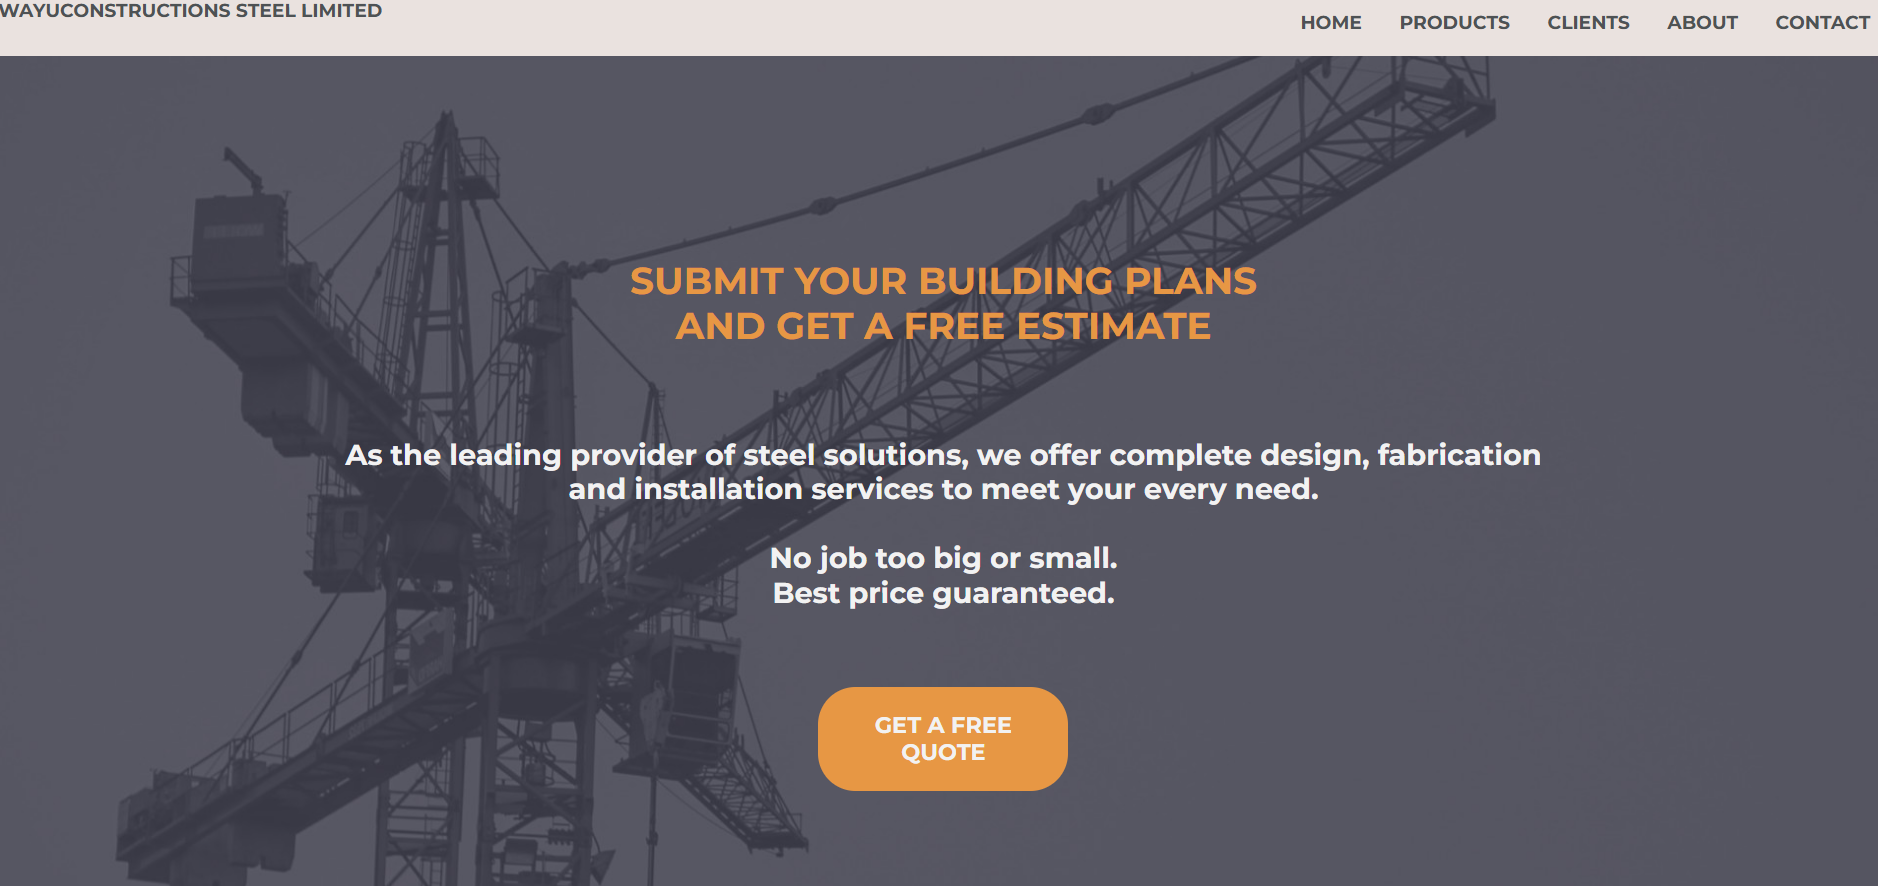 WAYUCONSTRUCTIONS STEEL LIMITED
HOME PRODUCTS CLIENTS ABOUT CONTACT
SUBMIT YOUR BUILDING PLANS
AND GET A FREE ESTIMATE
As the leading provider of steel solutions, we offer complete design, fabrication
and installation services to meet your every need.
No job too big or small.
Best price guaranteed.
GET A FREE
QUOTE